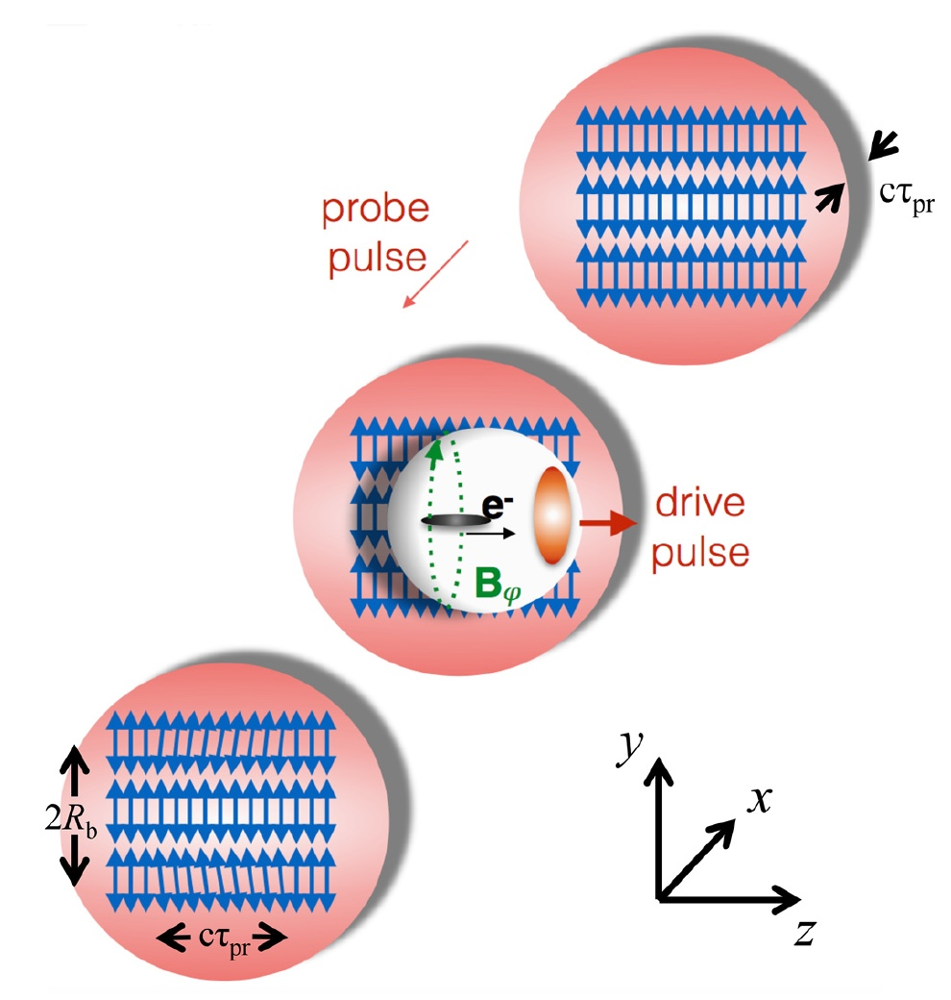 cτpr
probe
pulse
e-
drive
pulse
Bφ
2Rb
cτpr
y
x
z